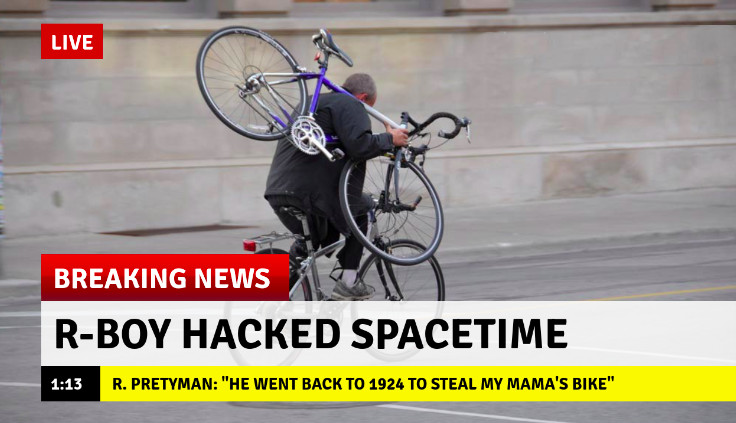 LIVE
BREAKING NEWS
R-BOY HACKED SPACETIME
1:13
R. PRETYMAN: "HE WENT BACK TO 1924 TO STEAL MY MAMA'S BIKE"